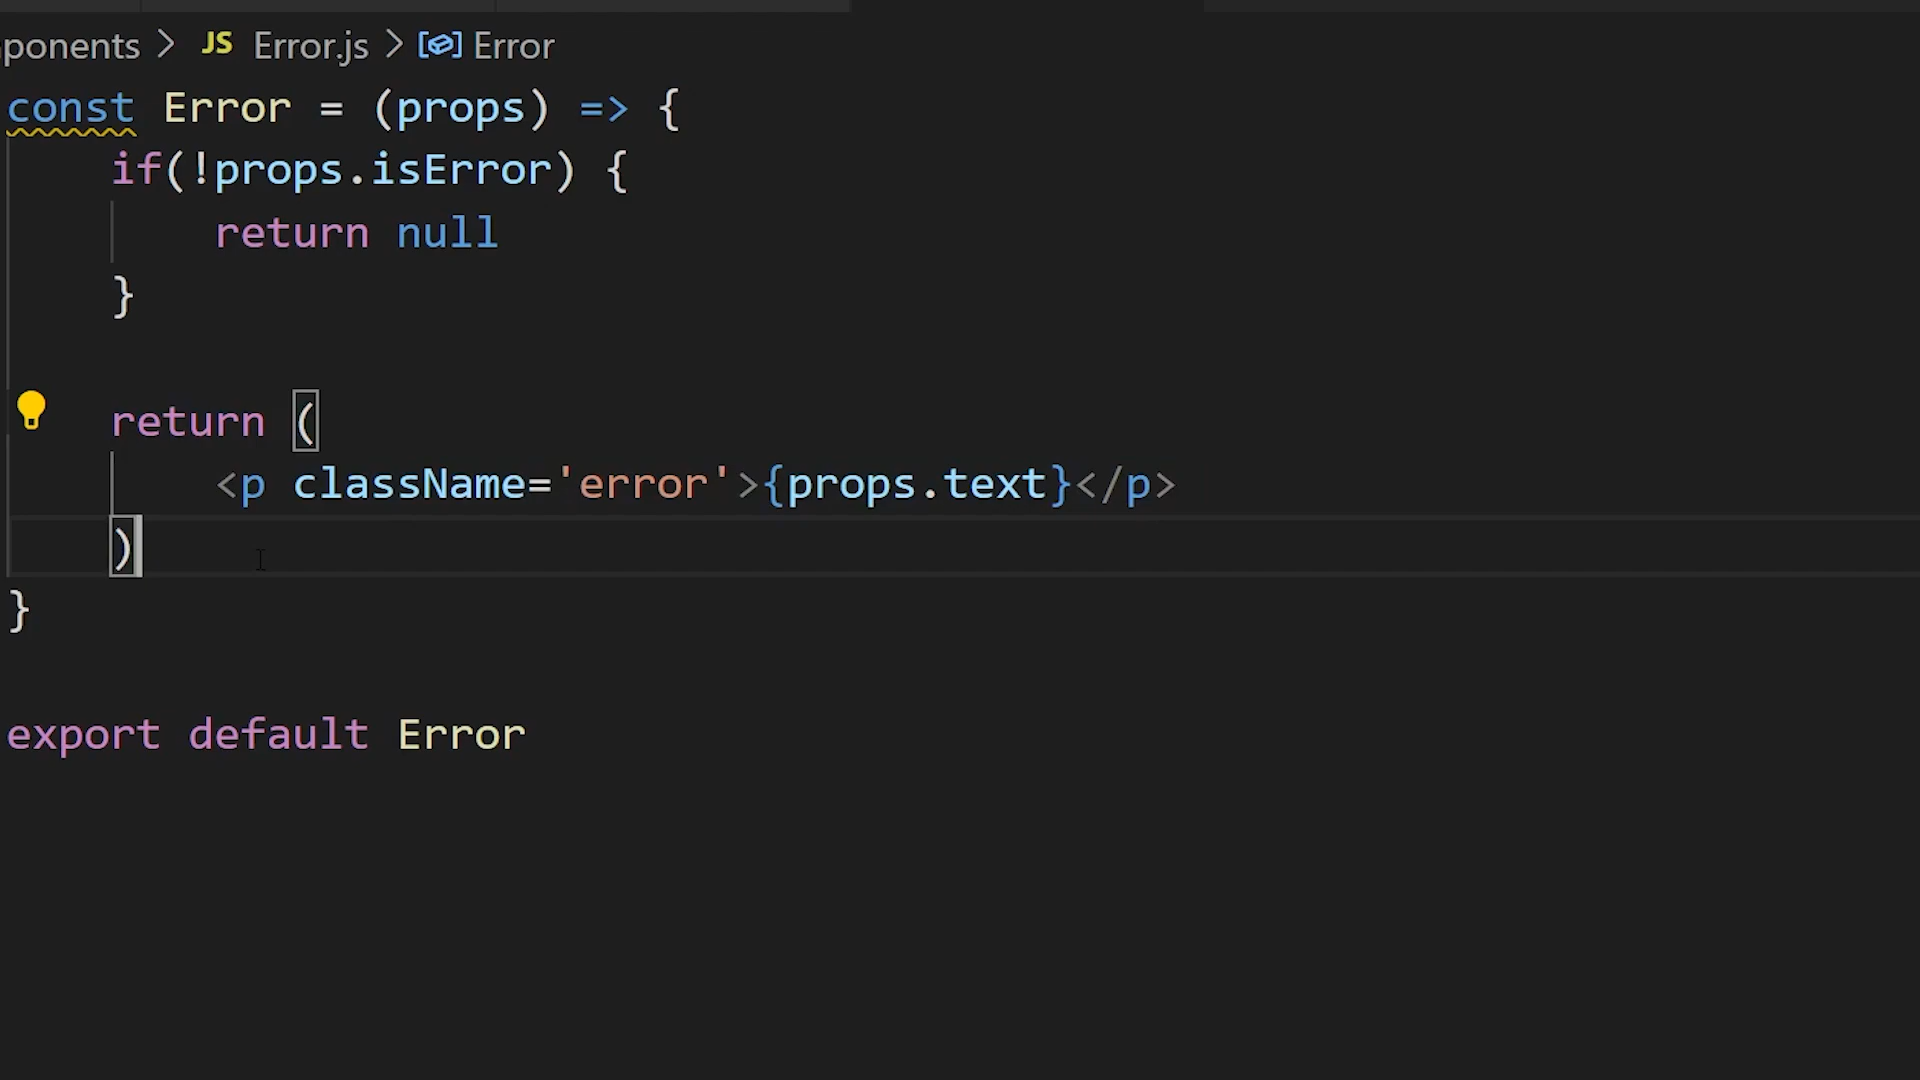 ponents > JS Error.js > Error
const Error = (props) => {
    if(!props.isError) {
        return null
    }
    return (
        <p className='error'>{props.text}</p>
    )
}
export default Error